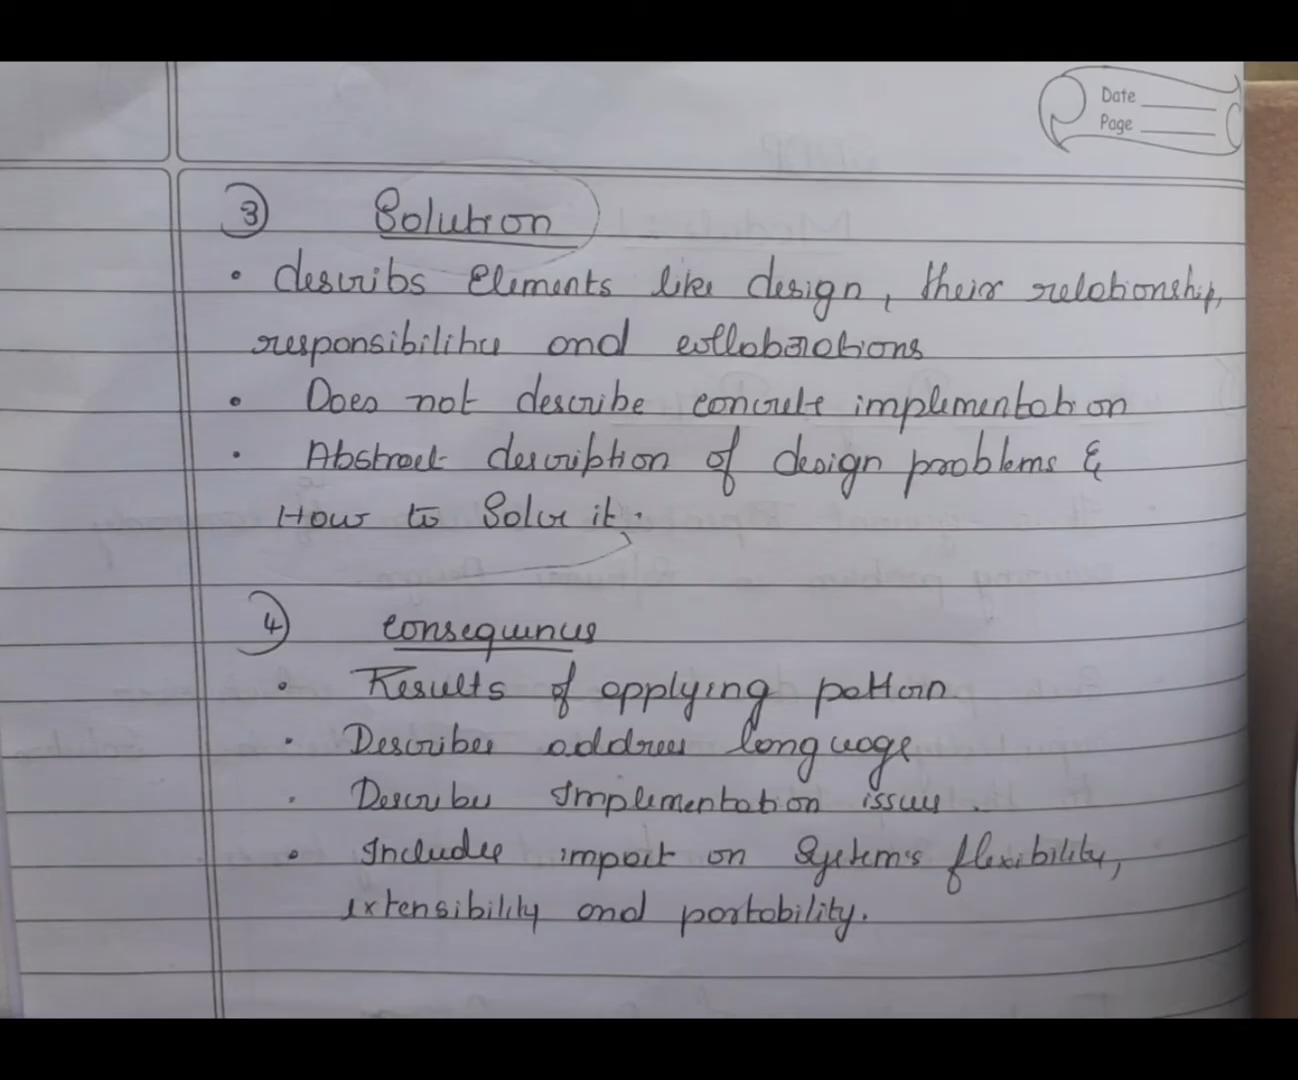 Date
Page
3) Solution
• describs Elements like design, their relationship,
responsibilities and collaborations
• Does not describe concrete implementation
• Abstract description of design problems &
How to Solve it.
4) Consequences
• Results of applying pattern
• Describes address language
• Describes Implementation issues.
• Includes impact on System's flexibility,
extensibility and portability.